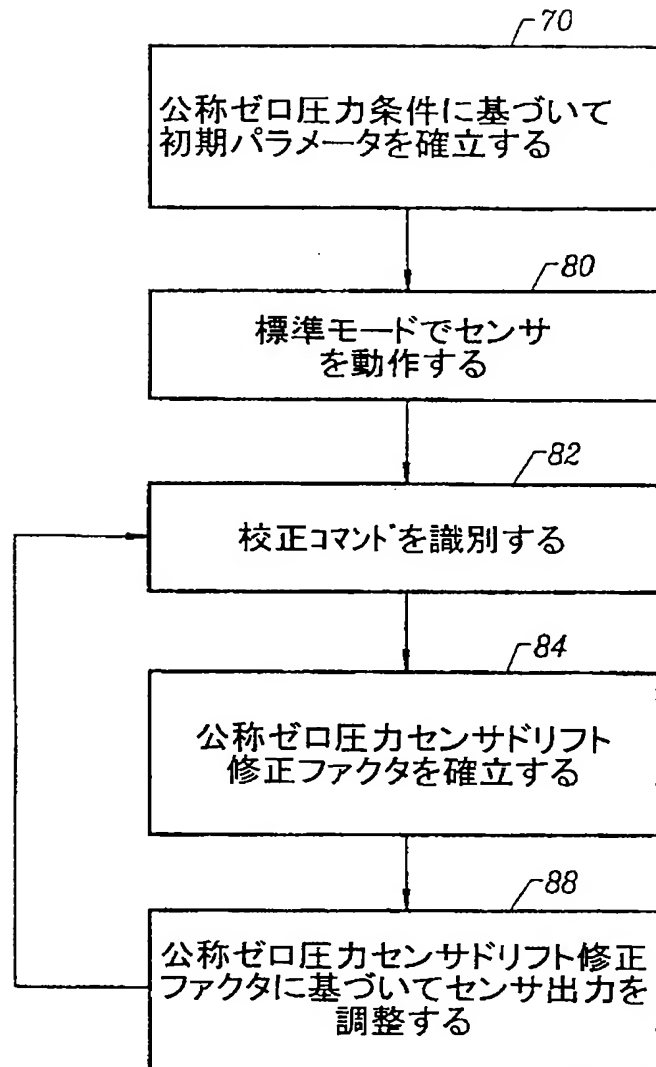 70
公称ゼロ圧力条件に基づいて
初期パラメータを確立する
80
標準モードでセンサ
を動作する
82
校正コマンドを識別する
84
公称ゼロ圧力センサドリフト
修正ファクタを確立する
88
公称ゼロ圧力センサドリフト修正
ファクタに基づいてセンサ出力を
調整する